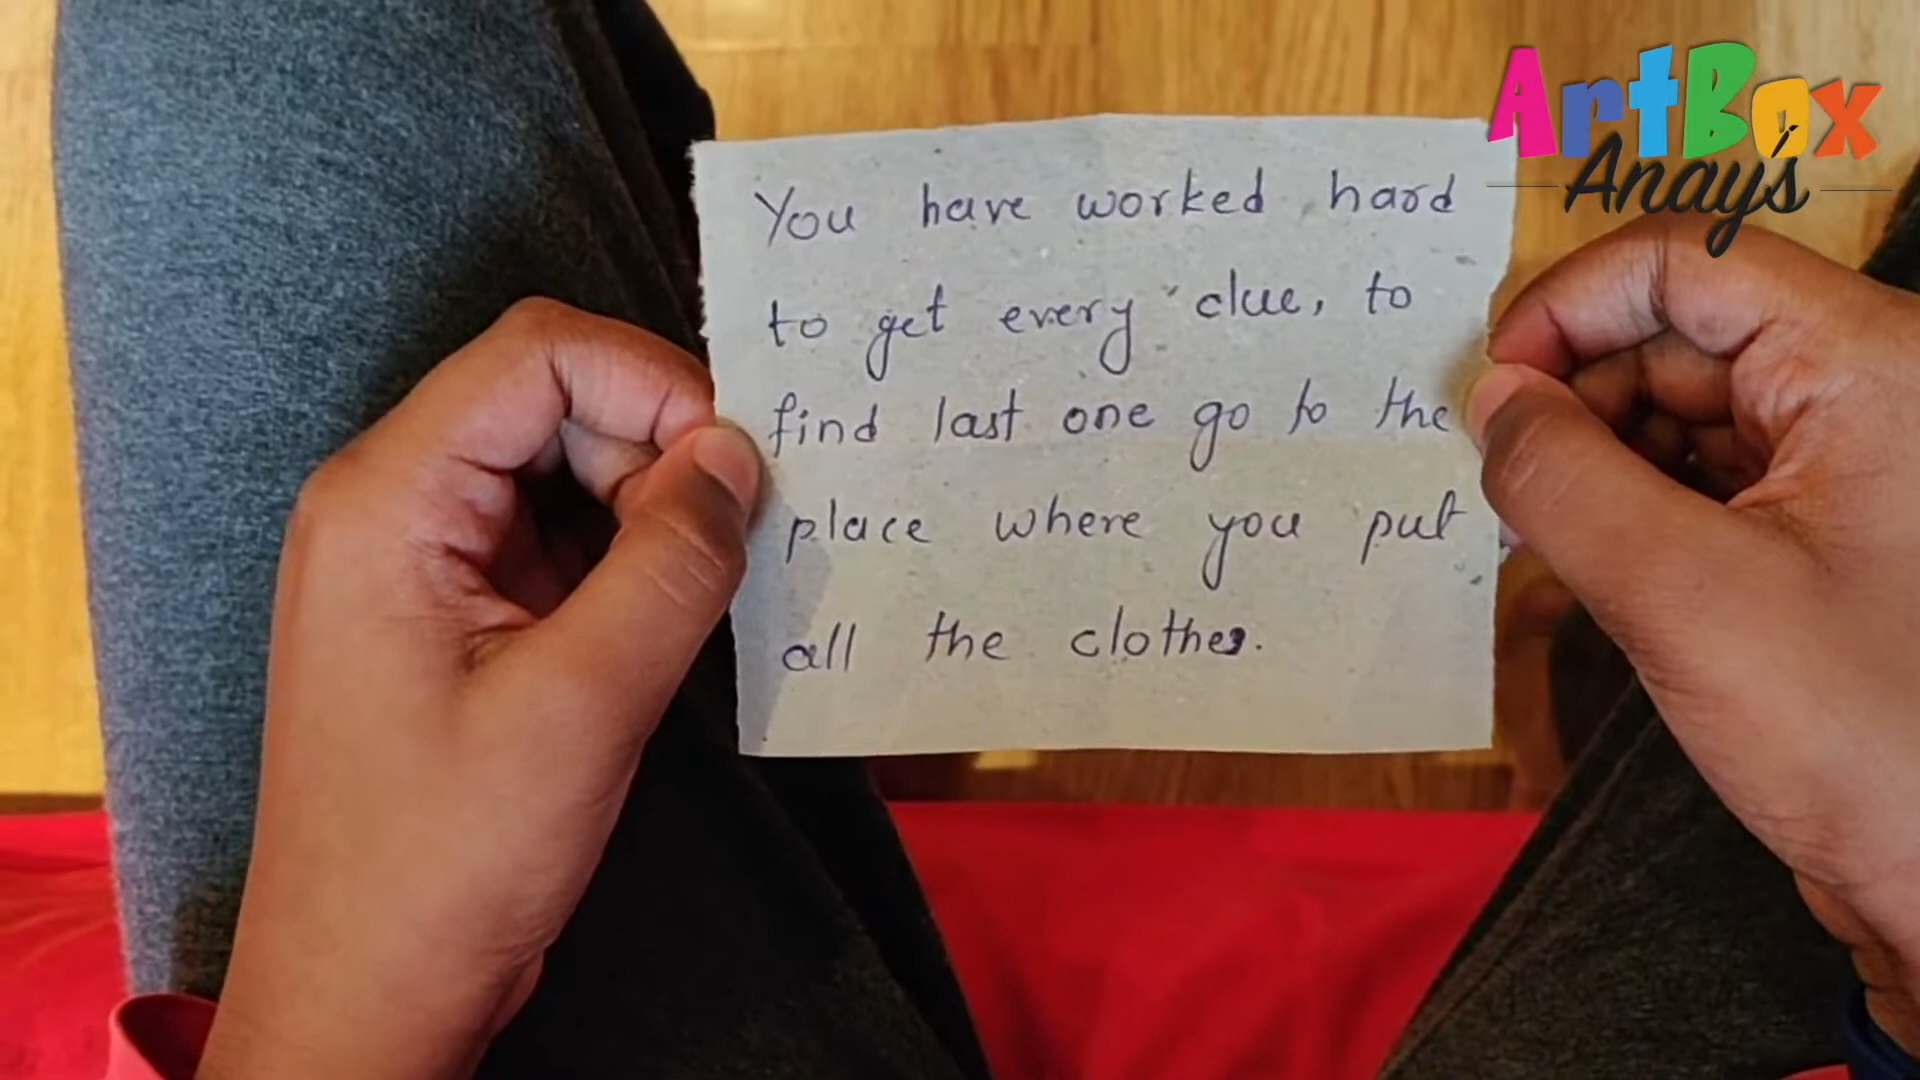 ArtBox
Anay's
You have worked hard
to get every clue, to
find last one go to the
place where you put
all the clothes.